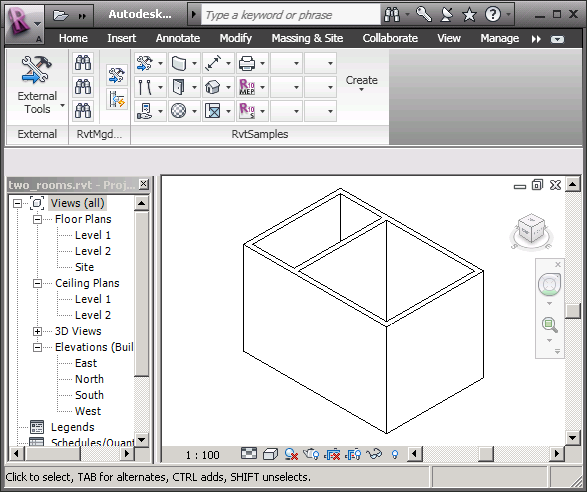 Autodesk...
Type a keyword or phrase
Home Insert Annotate Modify Massing & Site Collaborate View Manage
External Tools
Create
R10 MEP
R10 S
External RvtMgd... RvtSamples
two_rooms.rvt - Proj...
Views (all)
Floor Plans
Level 1
Level 2
Site
Ceiling Plans
Level 1
Level 2
3D Views
Elevations (Buil
East
North
South
West
Legends
Schedules/Quant
1 : 100
Click to select, TAB for alternates, CTRL adds, SHIFT unselects.